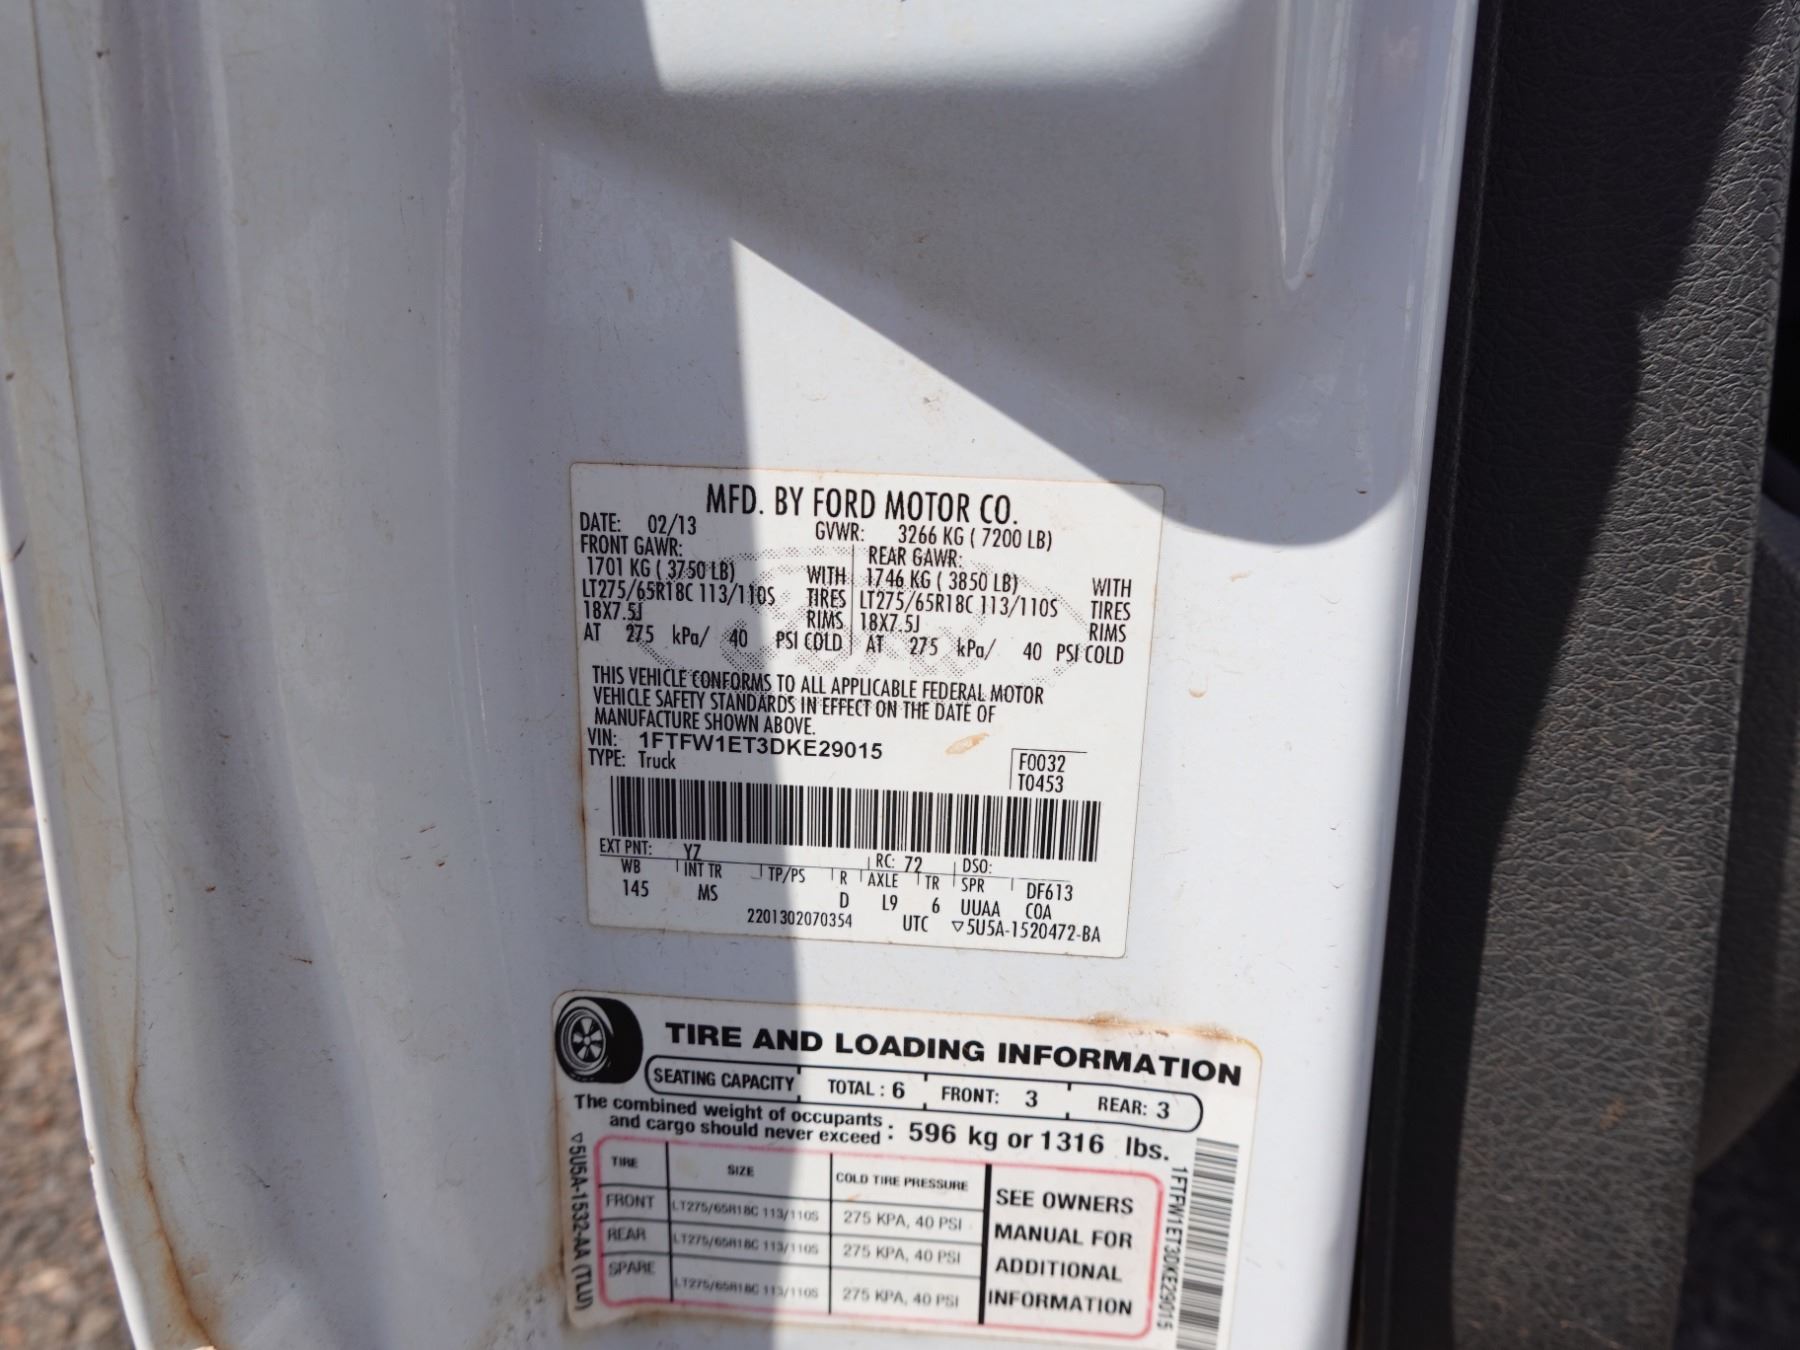 MFD. BY FORD MOTOR CO.
DATE: 02/13 GVWR: 3266 KG ( 7200 LB)
FRONT GAWR: REAR GAWR:
1701 KG ( 3750 LB) WITH 1746 KG ( 3850 LB) WITH
LT275/65R18C 113/110S TIRES LT275/65R18C 113/110S TIRES
18X7.5J RIMS 18X7.5J RIMS
AT 275 kPa/ 40 PSI COLD AT 275 kPa/ 40 PSI COLD
THIS VEHICLE CONFORMS TO ALL APPLICABLE FEDERAL MOTOR
VEHICLE SAFETY STANDARDS IN EFFECT ON THE DATE OF
MANUFACTURE SHOWN ABOVE.
VIN: 1FTFW1ET3DKE29015
TYPE: Truck
F0032
T0453
EXT PNT: YZ RC: 72 DSO:
WB INT TR TP/PS R AXLE TR SPR DF613
145 MS D L9 6 UUAA COA
2201302070354 UTC ▽5U5A-1520472-BA
TIRE AND LOADING INFORMATION
SEATING CAPACITY TOTAL : 6 FRONT: 3 REAR: 3
The combined weight of occupants
and cargo should never exceed : 596 kg or 1316 lbs.
TIRE SIZE COLD TIRE PRESSURE
FRONT LT275/65R18C 113/110S 275 KPA, 40 PSI
REAR LT275/65R18C 113/110S 275 KPA, 40 PSI
SPARE LT275/65R18C 113/110S 275 KPA, 40 PSI
SEE OWNERS
MANUAL FOR
ADDITIONAL
INFORMATION
▽5U5A-1532-AA (TLU)
1FTFW1ET3DKE29015